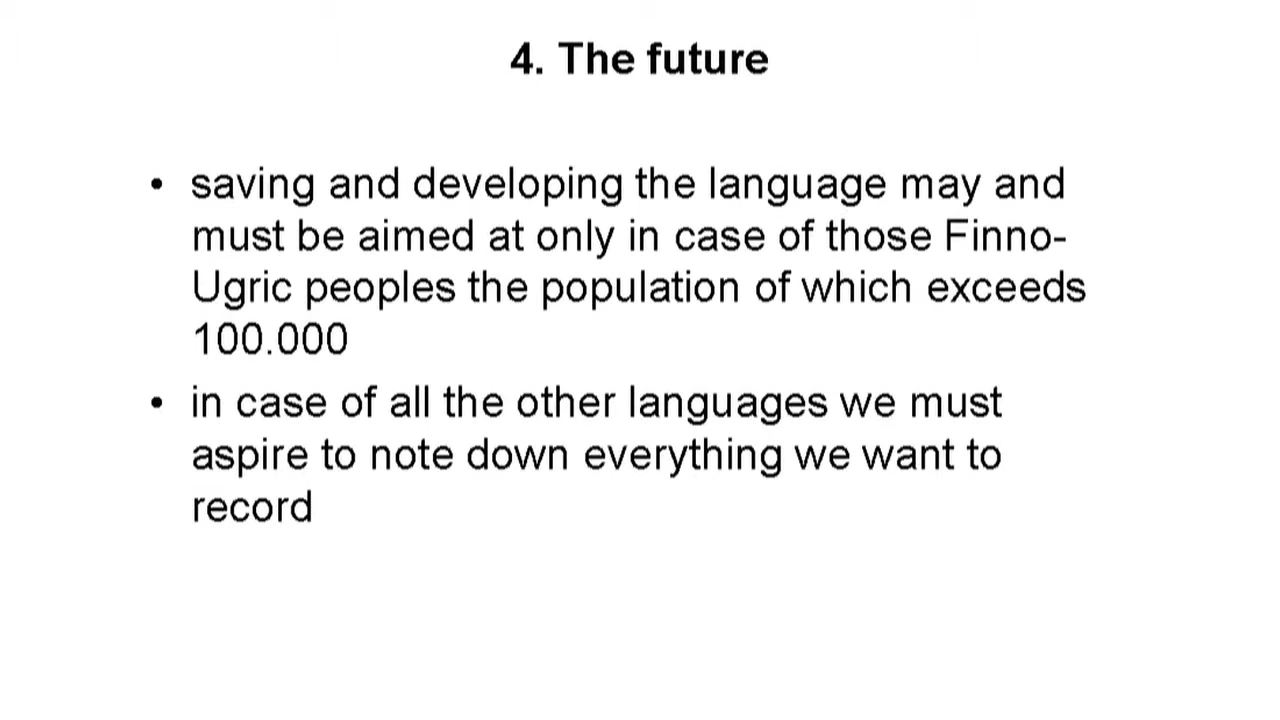 4. The future
• saving and developing the language may and
must be aimed at only in case of those Finno-
Ugric peoples the population of which exceeds
100.000
• in case of all the other languages we must
aspire to note down everything we want to
record